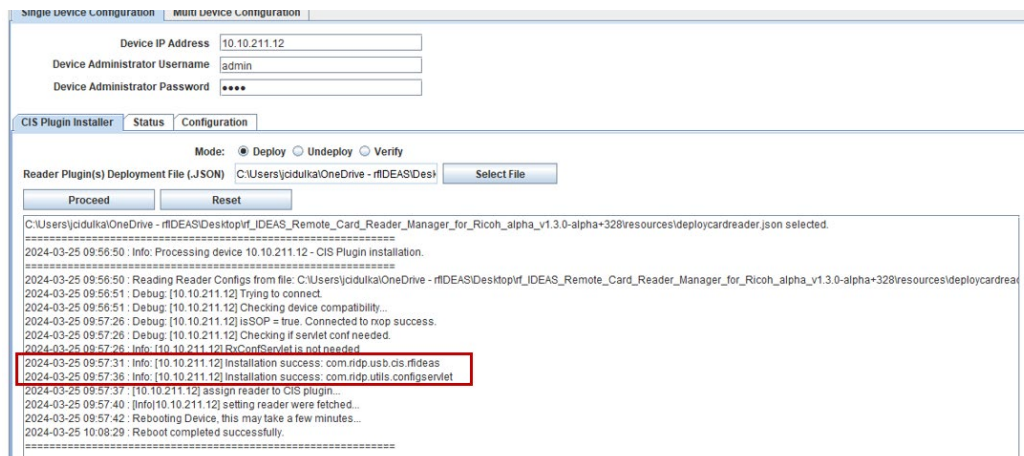 Single Device Configuration Multi Device Configuration
Device IP Address 10.10.211.12
Device Administrator Username admin
Device Administrator Password ••••
CIS Plugin Installer Status Configuration
Mode: Deploy Undeploy Verify
Reader Plugin(s) Deployment File (.JSON) C:\Users\jcidulka\OneDrive - rfIDEAS\Desk Select File
Proceed Reset
C:\Users\jcidulka\OneDrive - rfIDEAS\Desktop\rf_IDEAS_Remote_Card_Reader_Manager_for_Ricoh_alpha_v1.3.0-alpha+328\resources\deploycardreader.json selected.
================================================================
2024-03-25 09:56:50 : Info: Processing device 10.10.211.12 - CIS Plugin installation.
================================================================
2024-03-25 09:56:50 : Reading Reader Configs from file: C:\Users\jcidulka\OneDrive - rfIDEAS\Desktop\rf_IDEAS_Remote_Card_Reader_Manager_for_Ricoh_alpha_v1.3.0-alpha+328\resources\deploycardread
2024-03-25 09:56:51 : Debug: [10.10.211.12] Trying to connect.
2024-03-25 09:56:51 : Debug: [10.10.211.12] Checking device compatibility...
2024-03-25 09:57:26 : Debug: [10.10.211.12] isSOP = true. Connected to rxop success.
2024-03-25 09:57:26 : Debug: [10.10.211.12] Checking if servlet conf needed.
2024-03-25 09:57:26 : Info: [10.10.211.12] RxConfServlet is not needed
2024-03-25 09:57:31 : Info: [10.10.211.12] Installation success: com.ridp.usb.cis.rfideas
2024-03-25 09:57:36 : Info: [10.10.211.12] Installation success: com.ridp.utils.configservlet
2024-03-25 09:57:37 : [10.10.211.12] assign reader to CIS plugin...
2024-03-25 09:57:40 : [Info|10.10.211.12] setting reader were fetched...
2024-03-25 09:57:42 : Rebooting Device, this may take a few minutes...
2024-03-25 10:08:29 : Reboot completed successfully.
================================================================